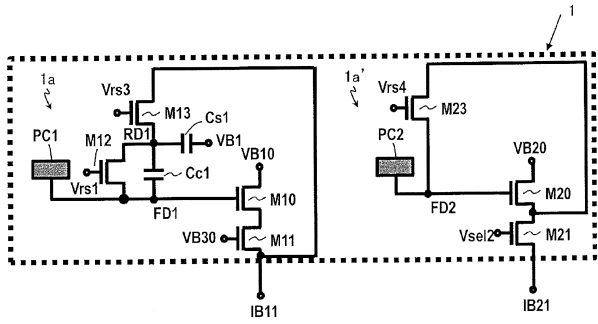 1
1a
Vrs3
M13
RD1
Cs1
VB1
PC1
M12
Vrs1
Cc1
FD1
VB10
M10
VB30
M11
IB11
1a'
Vrs4
M23
PC2
FD2
VB20
M20
Vsel2
M21
IB21